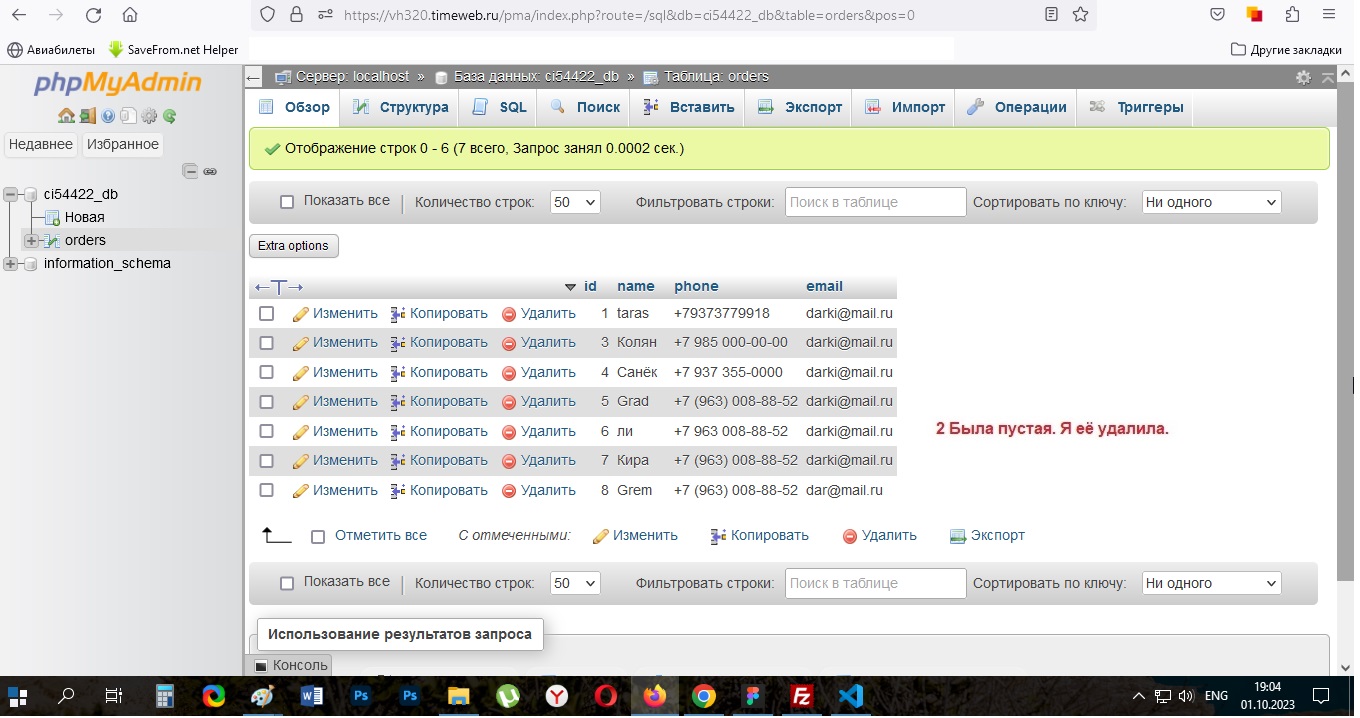 https://vh320.timeweb.ru/pma/index.php?route=/sql&db=ci54422_db&table=orders&pos=0
Авиабилеты SaveFrom.net Helper Другие закладки
phpMyAdmin
Недавнее Избранное
ci54422_db
Новая
orders
information_schema
Сервер: localhost » База данных: ci54422_db » Таблица: orders
Обзор Структура SQL Поиск Вставить Экспорт Импорт Операции Триггеры
Отображение строк 0 - 6 (7 всего, Запрос занял 0.0002 сек.)
Показать все Количество строк: 50 Фильтровать строки: Поиск в таблице Сортировать по ключу: Ни одного
Extra options
←T→ id name phone email
Изменить Копировать Удалить 1 taras +79373779918 darki@mail.ru
Изменить Копировать Удалить 3 Колян +7 985 000-00-00 darki@mail.ru
Изменить Копировать Удалить 4 Санёк +7 937 355-0000 darki@mail.ru
Изменить Копировать Удалить 5 Grad +7 (963) 008-88-52 darki@mail.ru
Изменить Копировать Удалить 6 ли +7 963 008-88-52 darki@mail.ru
2 Была пустая. Я её удалила.
Изменить Копировать Удалить 7 Кира +7 (963) 008-88-52 darki@mail.ru
Изменить Копировать Удалить 8 Grem +7 (963) 008-88-52 dar@mail.ru
Отметить все С отмеченными: Изменить Копировать Удалить Экспорт
Показать все Количество строк: 50 Фильтровать строки: Поиск в таблице Сортировать по ключу: Ни одного
Использование результатов запроса
Консоль
ENG 19:04
01.10.2023